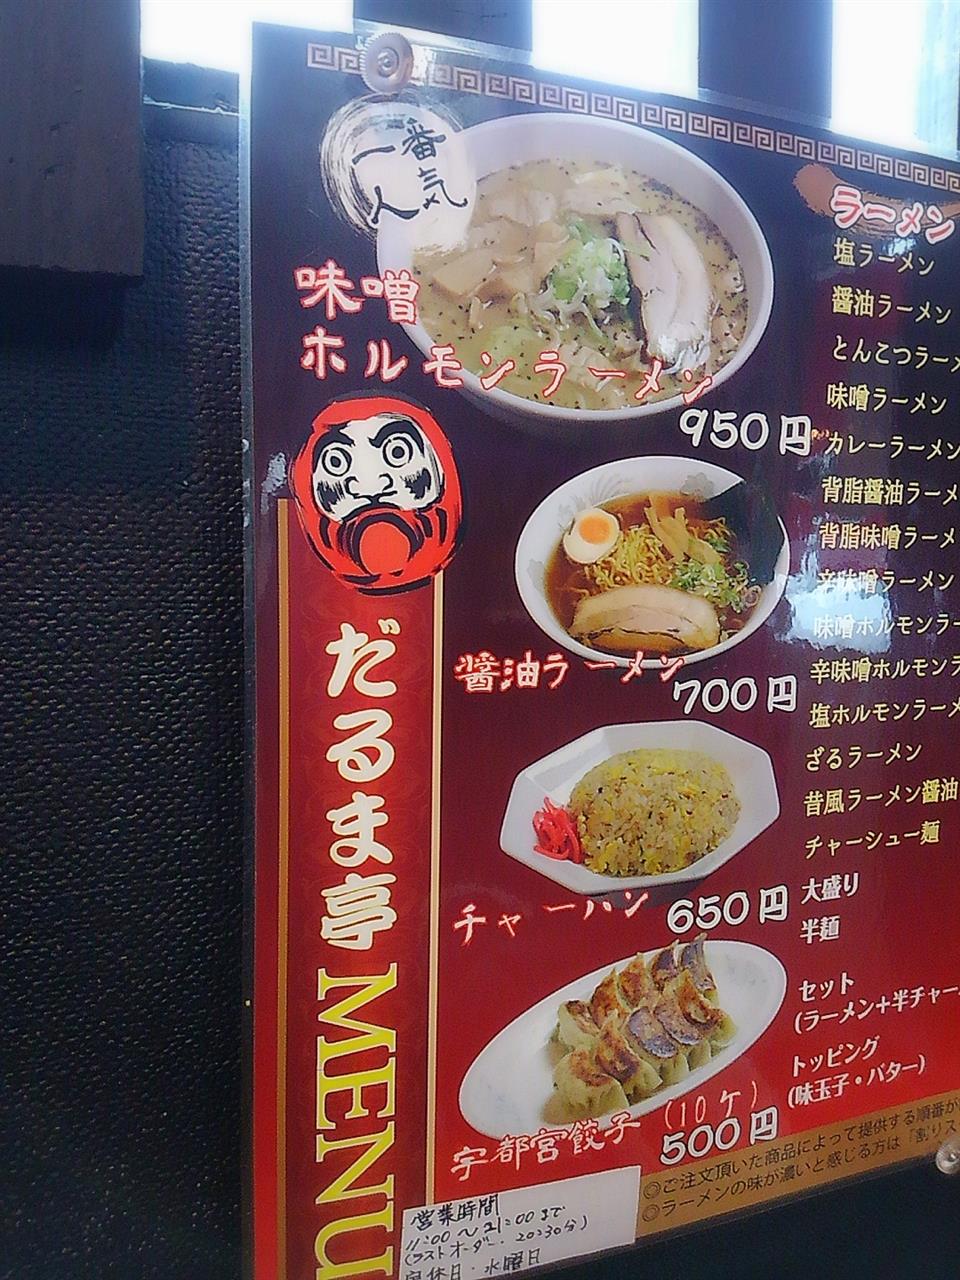 一番
人気
味噌
ホルモンラーメン
950円
醤油ラーメン
700円
チャーハン
650円
宇都宮餃子(10ケ)
500円
だるま亭 MENU
ラーメン
塩ラーメン
醤油ラーメン
とんこつラーメ
味噌ラーメン
カレーラーメン
背脂醤油ラーメ
背脂味噌ラーメ
辛味噌ラーメン
味噌ホルモンラー
辛味噌ホルモンラ
塩ホルモンラーメ
ざるラーメン
昔風ラーメン醤油
チャーシュー麺
大盛り
半麺
セット
(ラーメン+半チャー
トッピング
(味玉子・バター)
◎ご注文頂いた商品によって提供する順番が
◎ラーメンの味が濃いと感じる方は「割りス
営業時間
11:00〜21:00まで
(ラストオーダー. 20:30分)
定休日・水曜日